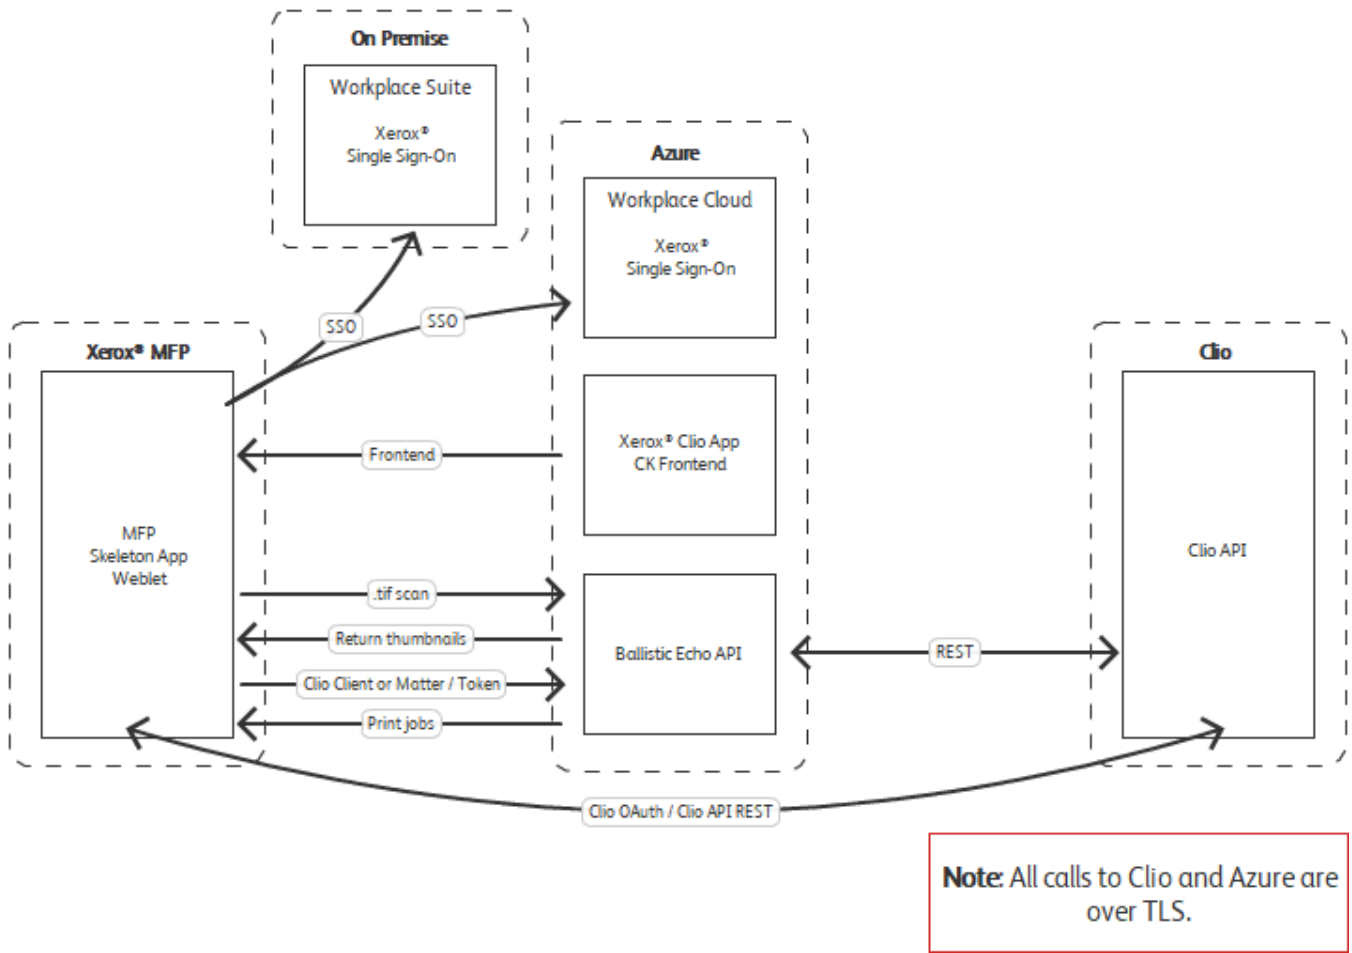 On Premise
Workplace Suite
Xerox®
Single Sign-On
Azure
Workplace Cloud
Xerox®
Single Sign-On
SSO
SSO
Xerox® MFP
Clio
Frontend
Xerox® Clio App
CK Frontend
MFP
Skeleton App
Weblet
Clio API
.tif scan
Return thumbnails
Ballistic Echo API
REST
Clio Client or Matter / Token
Print jobs
Clio OAuth / Clio API REST
Note: All calls to Clio and Azure are
over TLS.